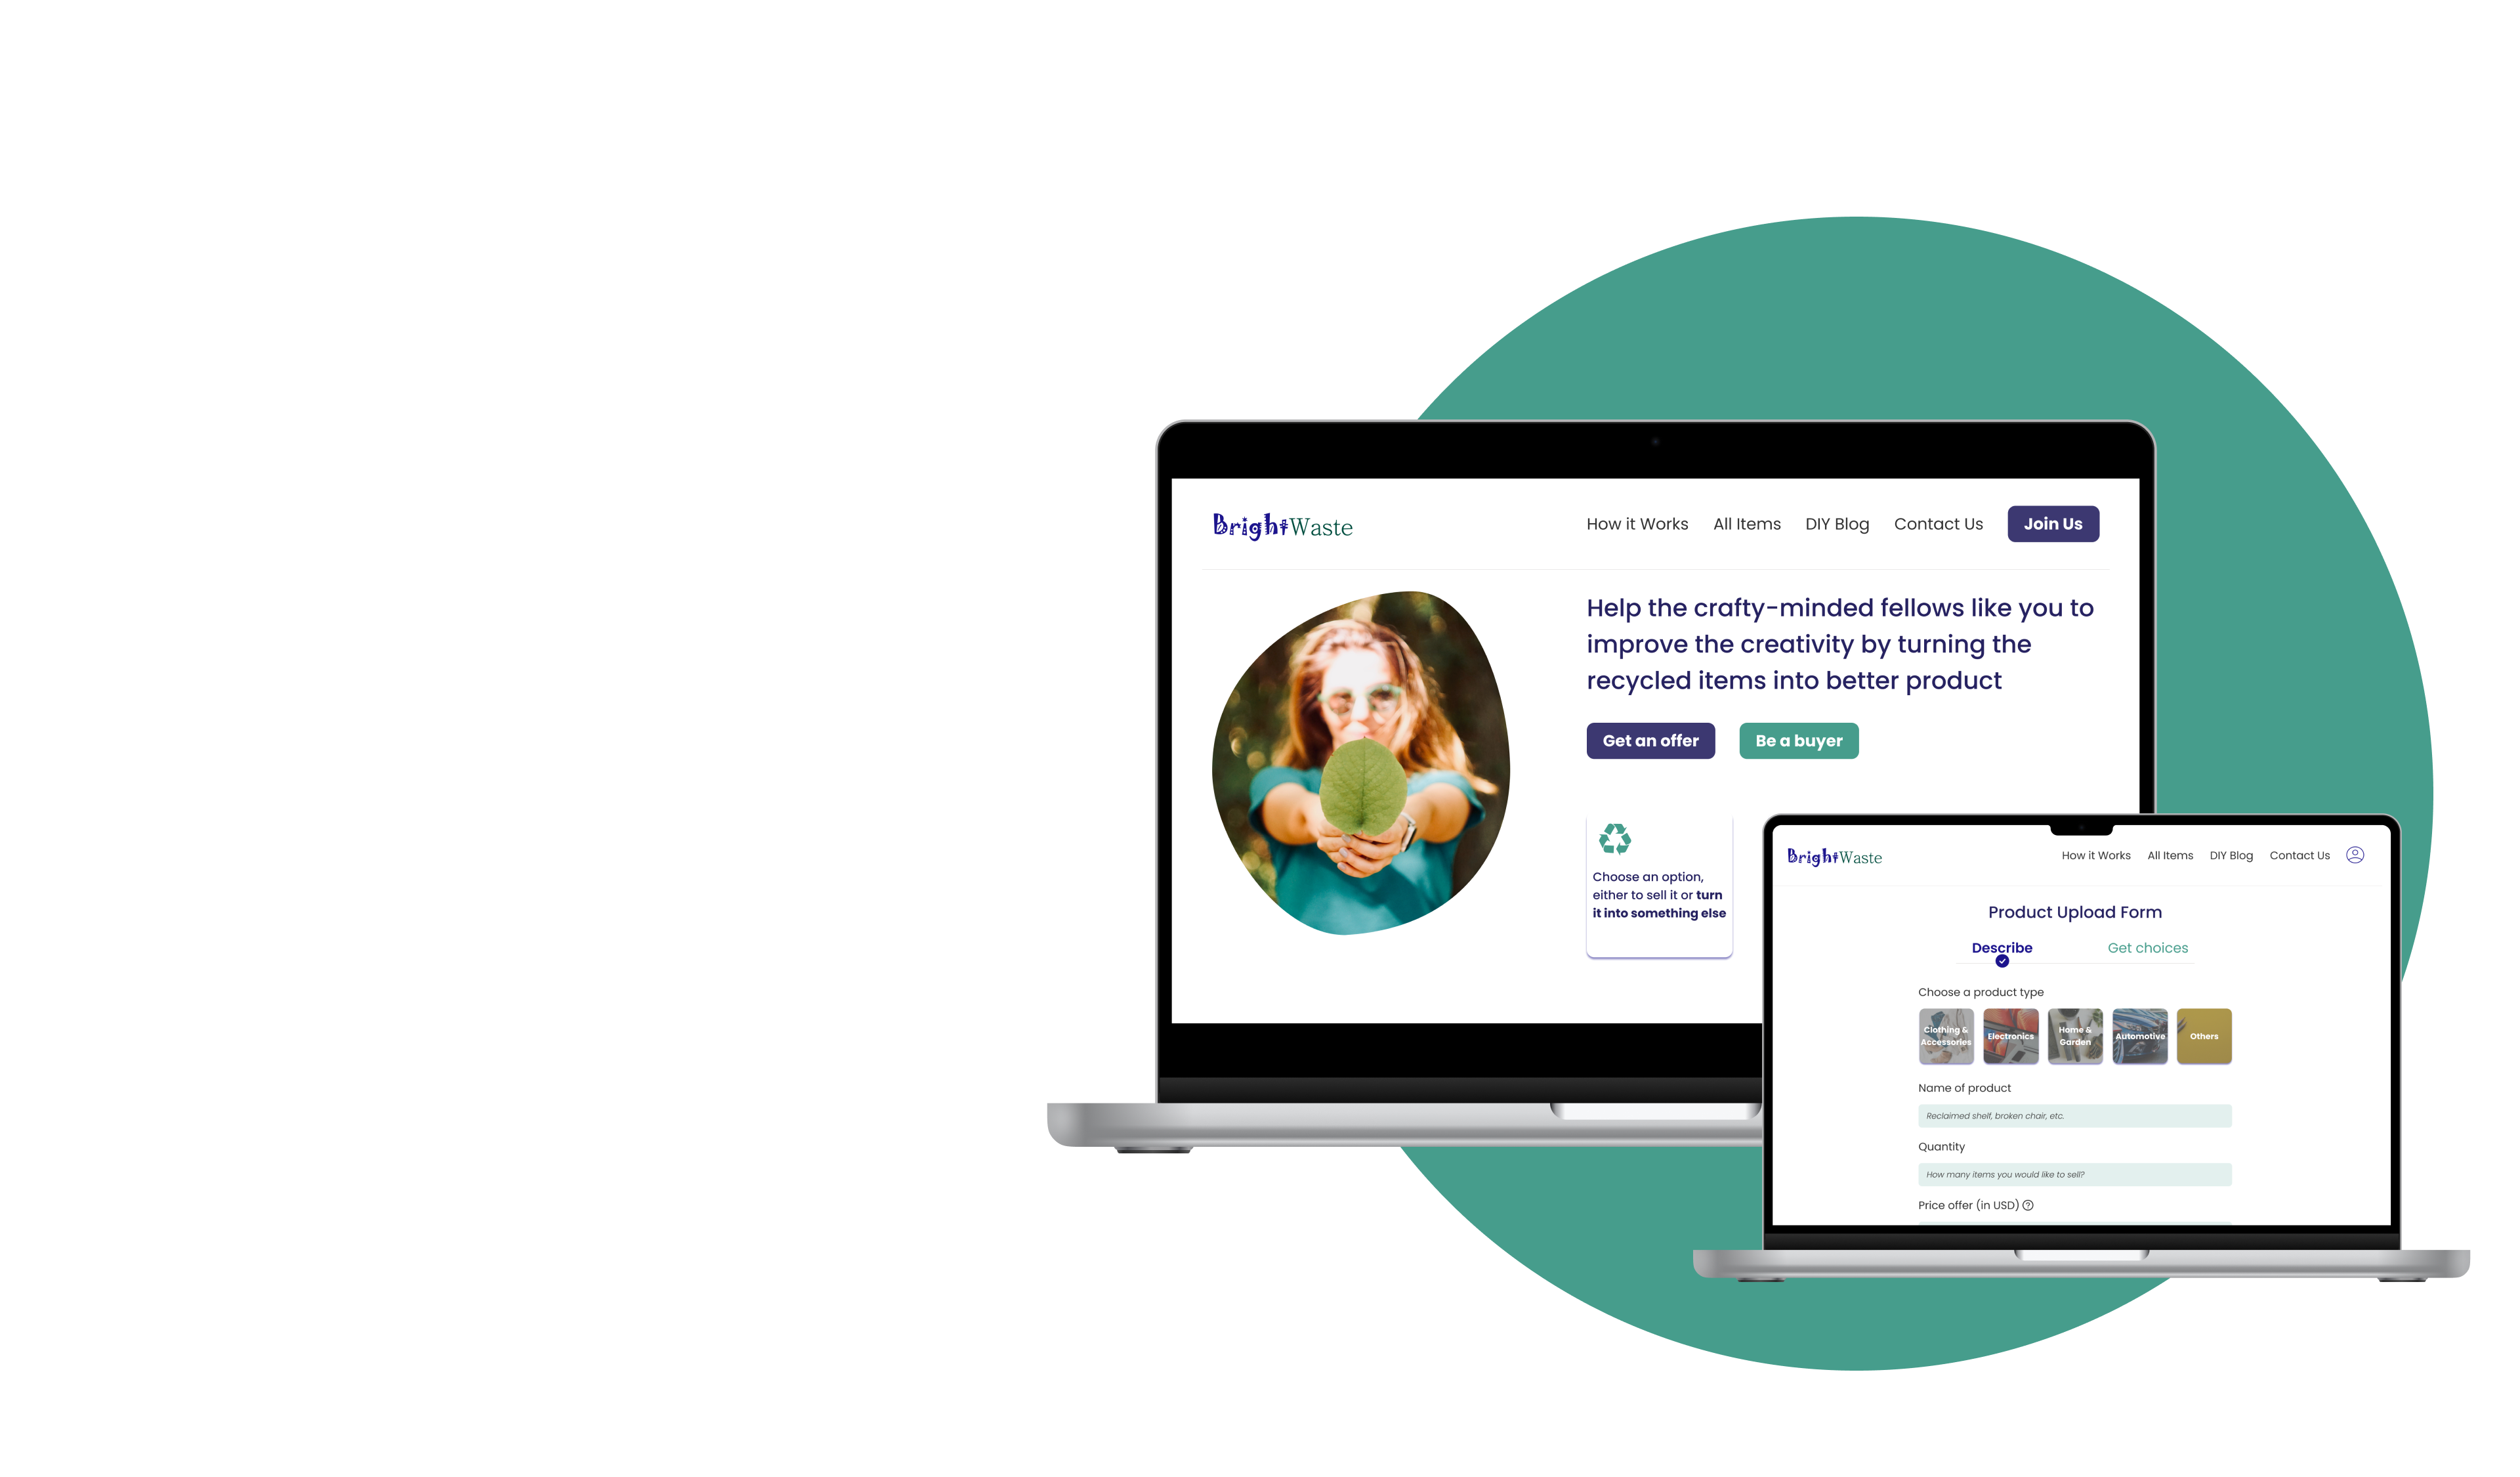 BrightWaste
How it Works All Items DIY Blog Contact Us Join Us
Help the crafty-minded fellows like you to
improve the creativity by turning the
recycled items into better product
Get an offer Be a buyer
Choose an option,
either to sell it or turn
it into something else
BrightWaste
How it Works All Items DIY Blog Contact Us
Product Upload Form
Describe Get choices
Choose a product type
Clothing &
Accessories
Electronics
Home &
Garden
Automotive
Others
Name of product
Reclaimed shelf, broken chair, etc.
Quantity
How many items you would like to sell?
Price offer (in USD) ?